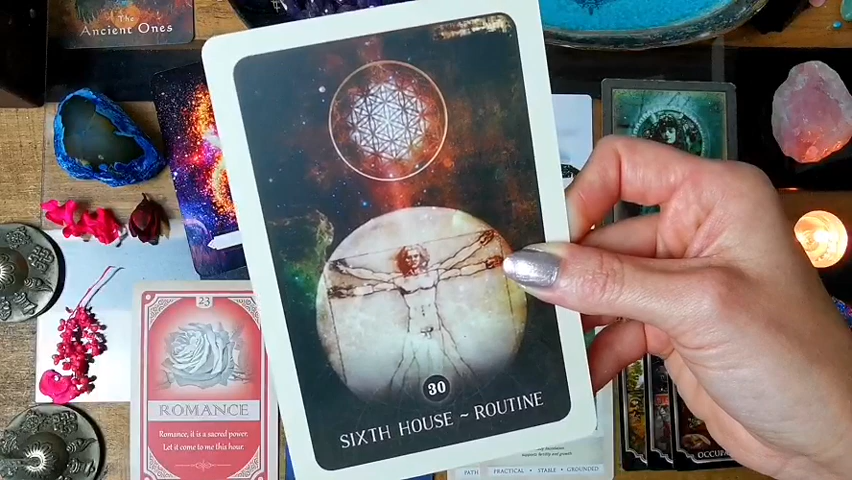 The
Ancient Ones
30
SIXTH HOUSE ~ ROUTINE
23
ROMANCE
Romance, it is a sacred power.
Let it come to me this hour.
PATH PRACTICAL STABLE GROUNDED